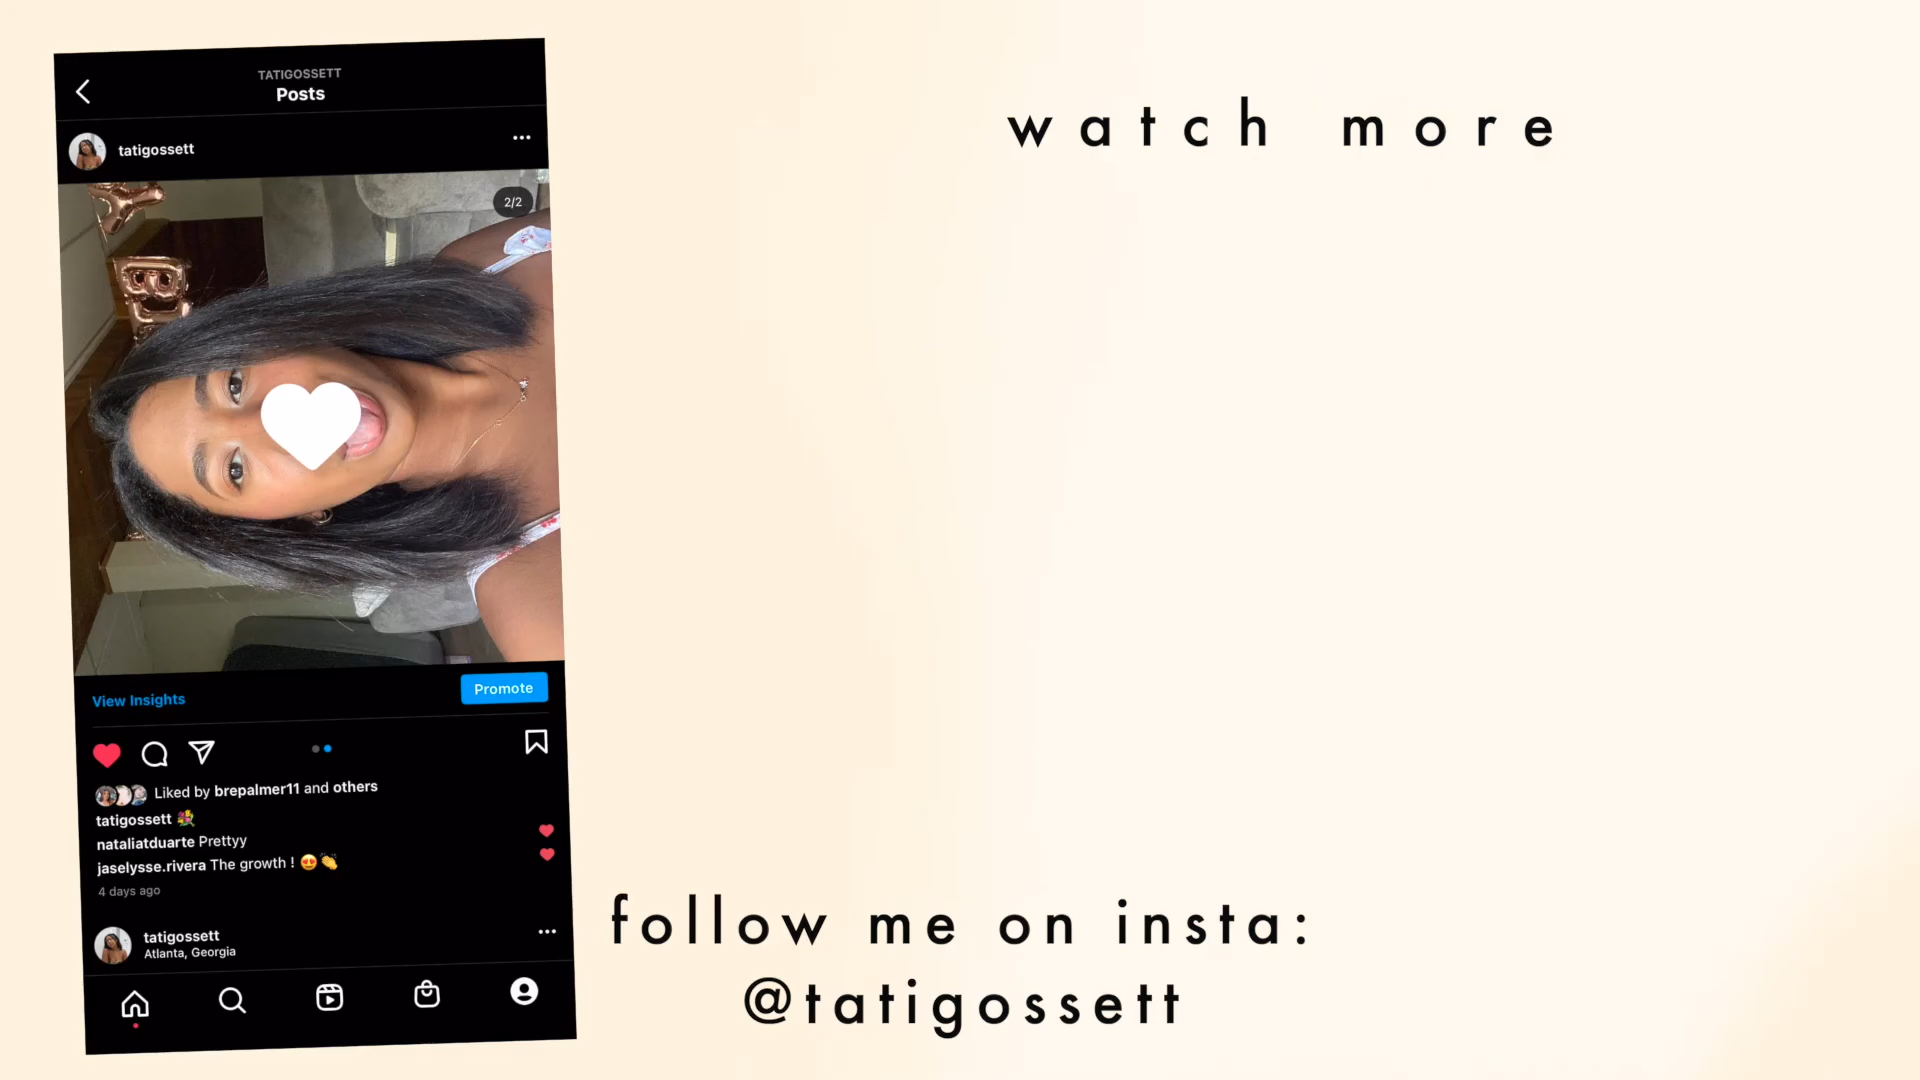 TATIGOSSETT
Posts
tatigossett
2/2
View Insights
Promote
Liked by brepalmer11 and others
tatigossett 💐
nataliatduarte Prettyy
jaselysse.rivera The growth ! 😍👏
4 days ago
tatigossett
Atlanta, Georgia
watch more
follow me on insta:
@tatigossett